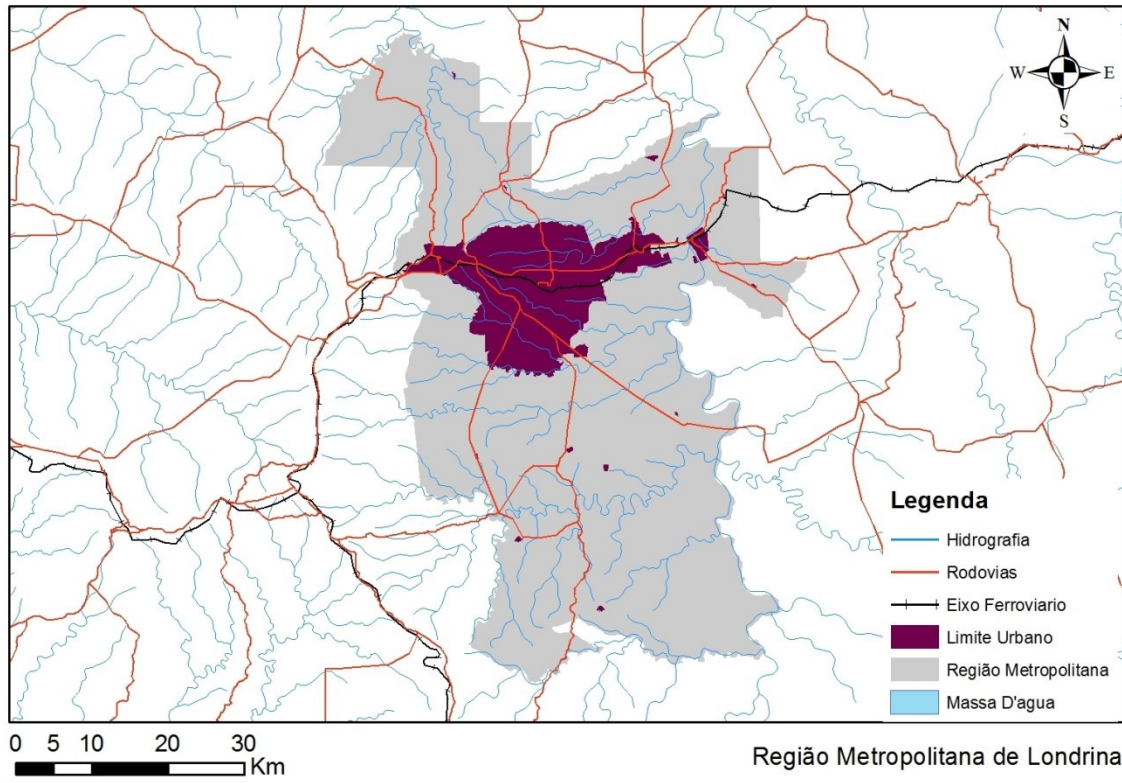 N
W E
S
Legenda
Hidrografia
Rodovias
Eixo Ferroviario
Limite Urbano
Região Metropolitana
Massa D'agua
0 5 10 20 30
Km
Região Metropolitana de Londrina